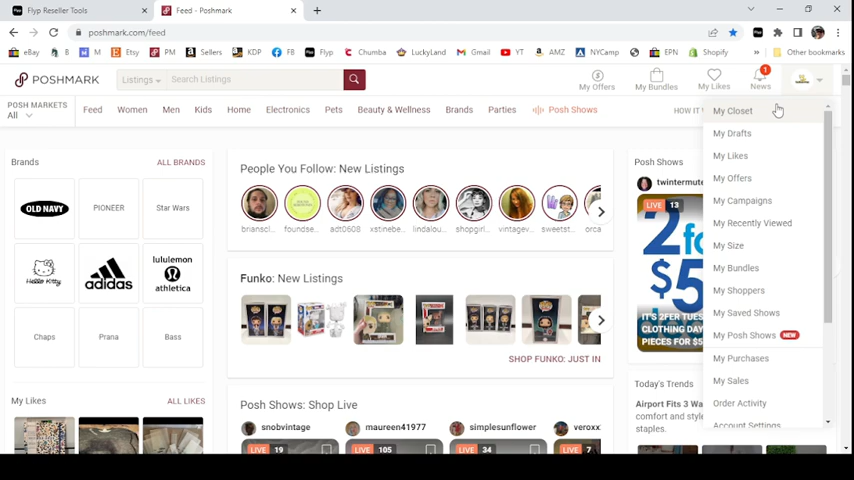 Flyp Reseller Tools
Feed - Poshmark
poshmark.com/feed
eBay
M
Etsy
PM
Sellers
KDP
FB
Flyp
Chumba
LuckyLand
Gmail
YT
AMZ
NYCamp
EPN
Shopify
Other bookmarks
POSHMARK
Listings
Search Listings
My Offers
My Bundles
My Likes
1
News
POSH MARKETS
All
Feed
Women
Men
Kids
Home
Electronics
Pets
Beauty & Wellness
Brands
Parties
Posh Shows
HOW IT
My Closet
My Drafts
My Likes
My Offers
My Campaigns
My Recently Viewed
My Size
My Bundles
My Shoppers
My Saved Shows
My Posh Shows NEW
My Purchases
My Sales
Order Activity
Account Settings
Brands
ALL BRANDS
OLD NAVY
PIONEER
Star Wars
Hello Kitty
adidas
lululemon
athletica
Chaps
Prana
Bass
My Likes
ALL LIKES
People You Follow: New Listings
brianscl...
foundse...
adt0608
xstinebe...
lindalou...
shopgirl...
vintagev...
sweetst...
orca
Funko: New Listings
SHOP FUNKO: JUST IN
Posh Shows: Shop Live
snobvintage
maureen41977
simplesunflower
veroxx
LIVE 19
LIVE 105
LIVE 34
LIVE 7
Posh Shows
twintermute
LIVE 13
2 fo
$5
IT'S 2FER TUES
CLOTHING DAY
PIECES FOR $5
Today's Trends
Airport Fits 3 Wa
comfort and style
staples.